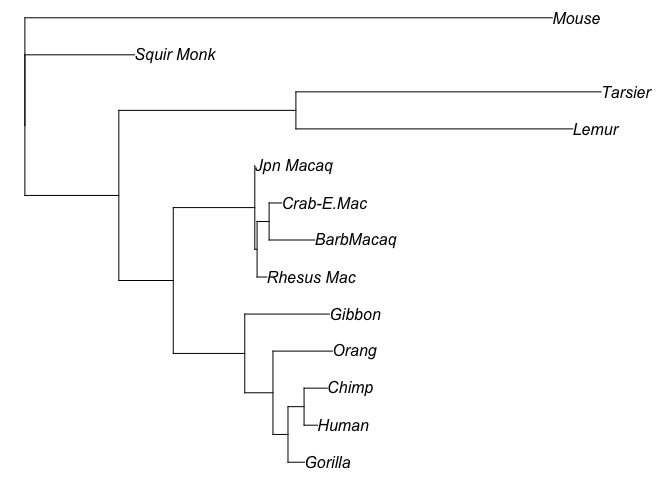 Mouse
Squir Monk
Tarsier
Lemur
Jpn Macaq
Crab-E.Mac
BarbMacaq
Rhesus Mac
Gibbon
Orang
Chimp
Human
Gorilla